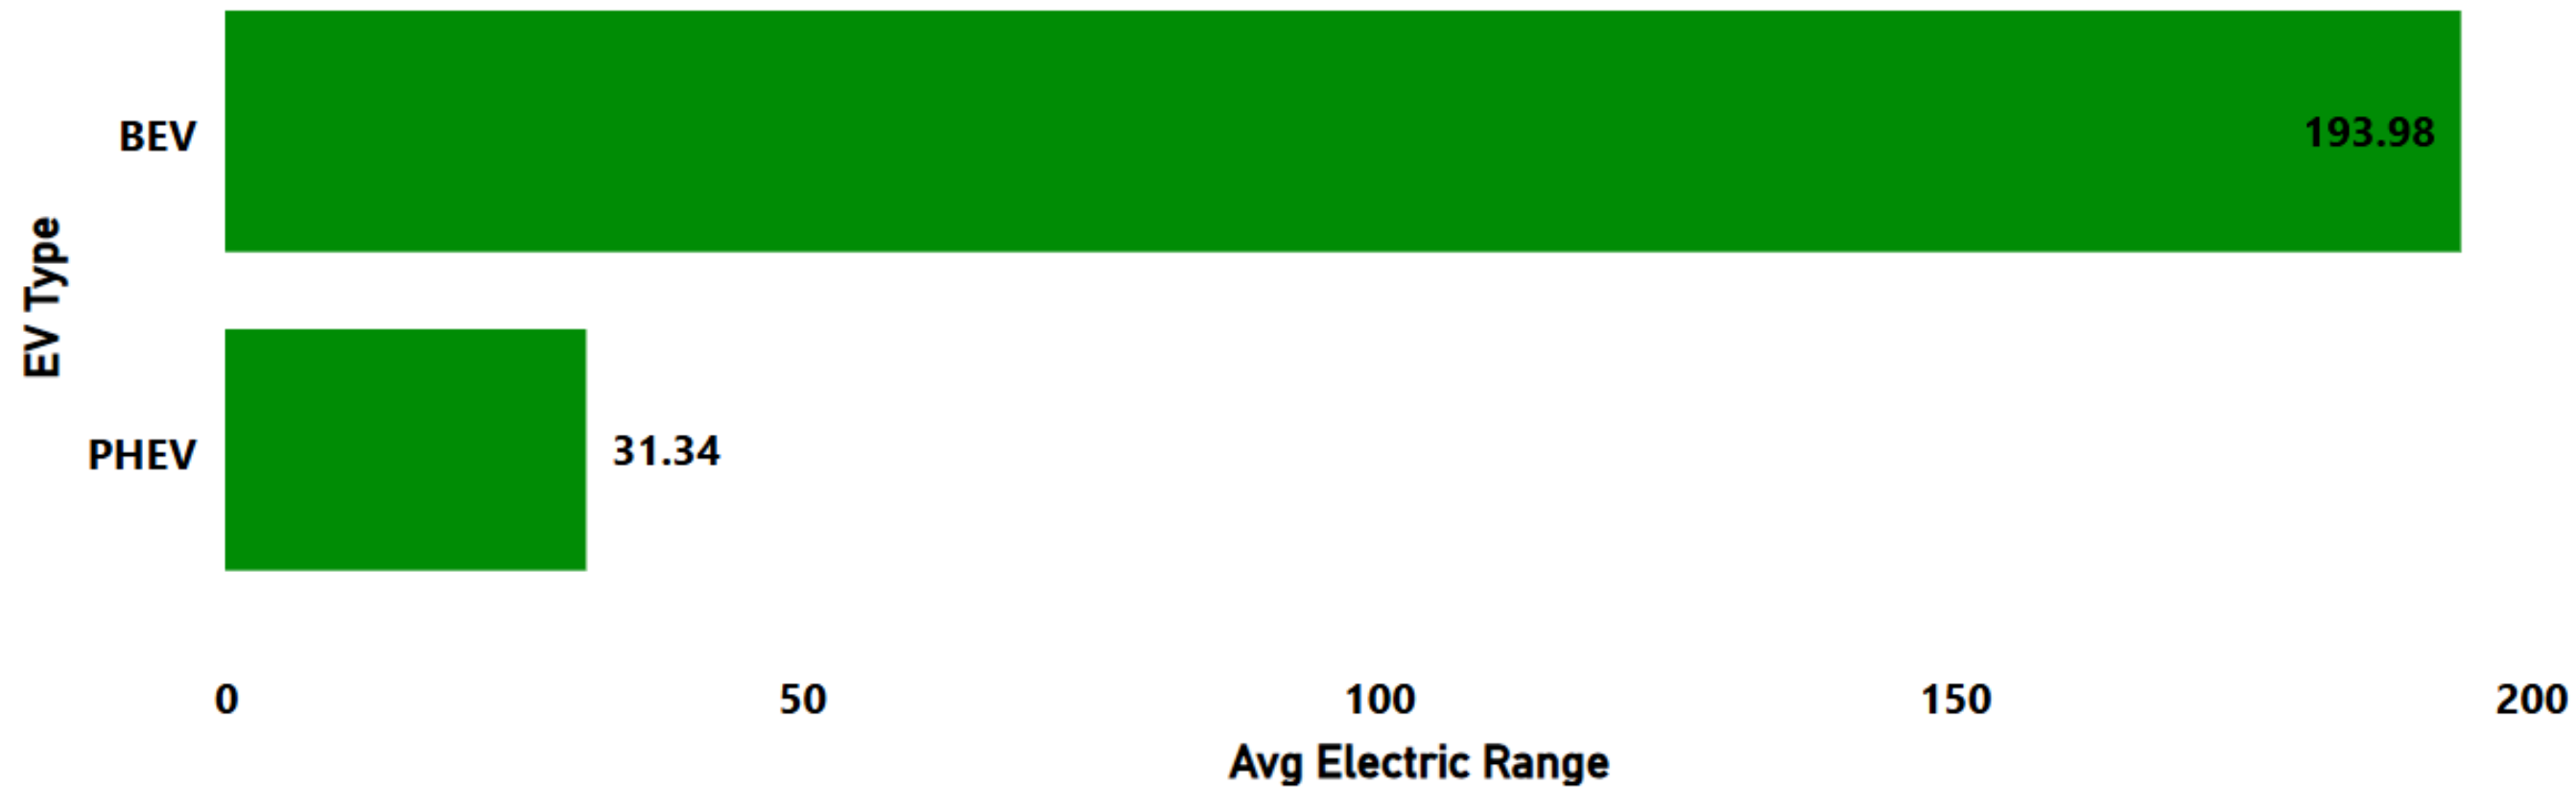 EV Type
BEV
193.98
PHEV
31.34
0 50 100 150 200
Avg Electric Range